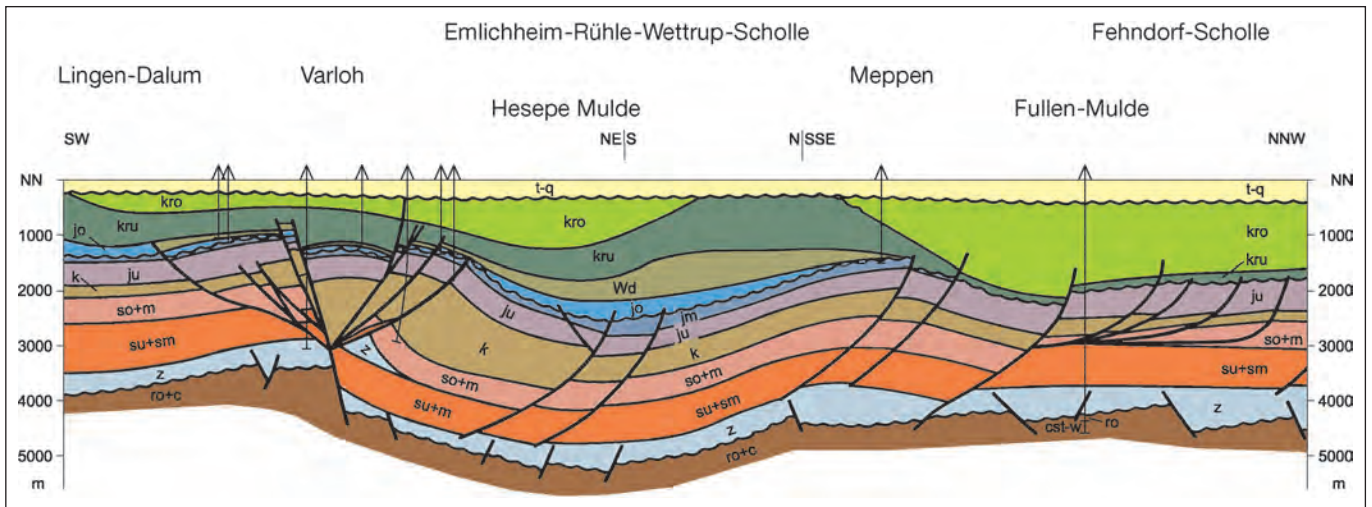 Emlichheim-Rühle-Wettrup-Scholle Fehndorf-Scholle
Lingen-Dalum Varloh Meppen
Hesepe Mulde Fullen-Mulde
SW NE S N SSE NNW
NN t-q t-q NN
kro kro kro
jo kru
1000 kru kru 1000
k ju Wd ju
2000 jo jm 2000
so+m ju ju so+m
su+sm z k k 3000
3000 so+m so+m su+sm
z su+m su+sm
4000 ro+c z z 4000
cst-w ro
5000 ro+c 5000
m m